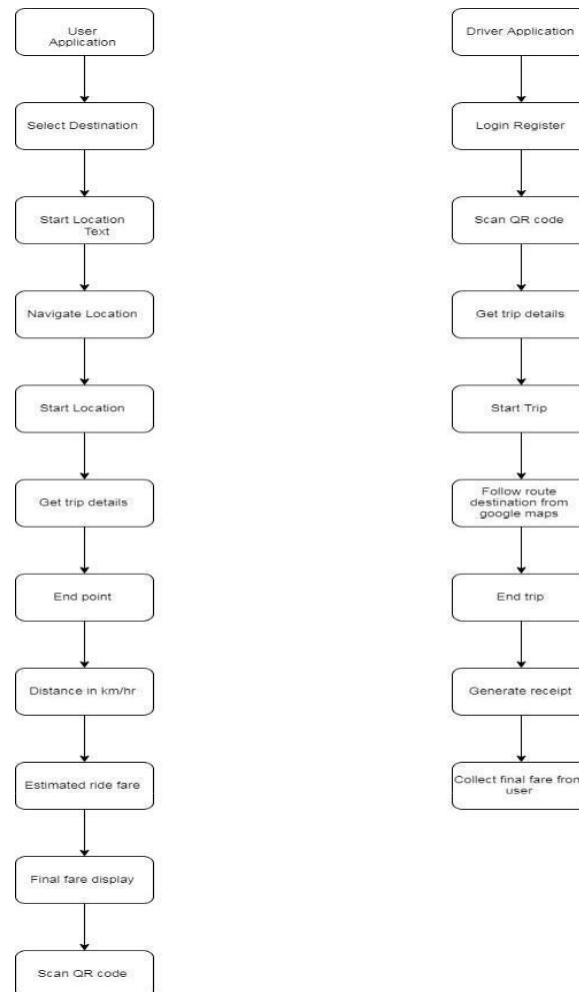 User
Application
Select Destination
Start Location
Text
Navigate Location
Start Location
Get trip details
End point
Distance in km/hr
Estimated ride fare
Final fare display
Scan QR code
Driver Application
Login Register
Scan QR code
Get trip details
Start Trip
Follow route
destination from
google maps
End trip
Generate receipt
Collect final fare from
user